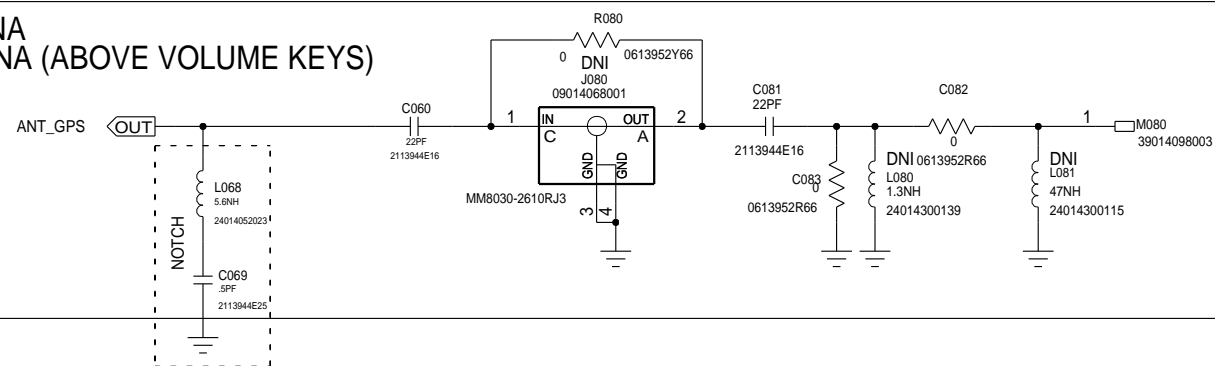 NA
NA (ABOVE VOLUME KEYS)
R080
0
0613952Y66
DNI
J080
09014068001
ANT_GPS
OUT
C060
22PF
2113944E16
1
IN
OUT
2
C
A
GND
GND
3
4
MM8030-2610RJ3
C081
22PF
2113944E16
C082
0
0613952R66
1
M080
39014098003
C083
0
0613952R66
DNI
L080
1.3NH
24014300139
DNI
L081
47NH
24014300115
NOTCH
L068
5.6NH
24014052023
C069
.5PF
2113944E25